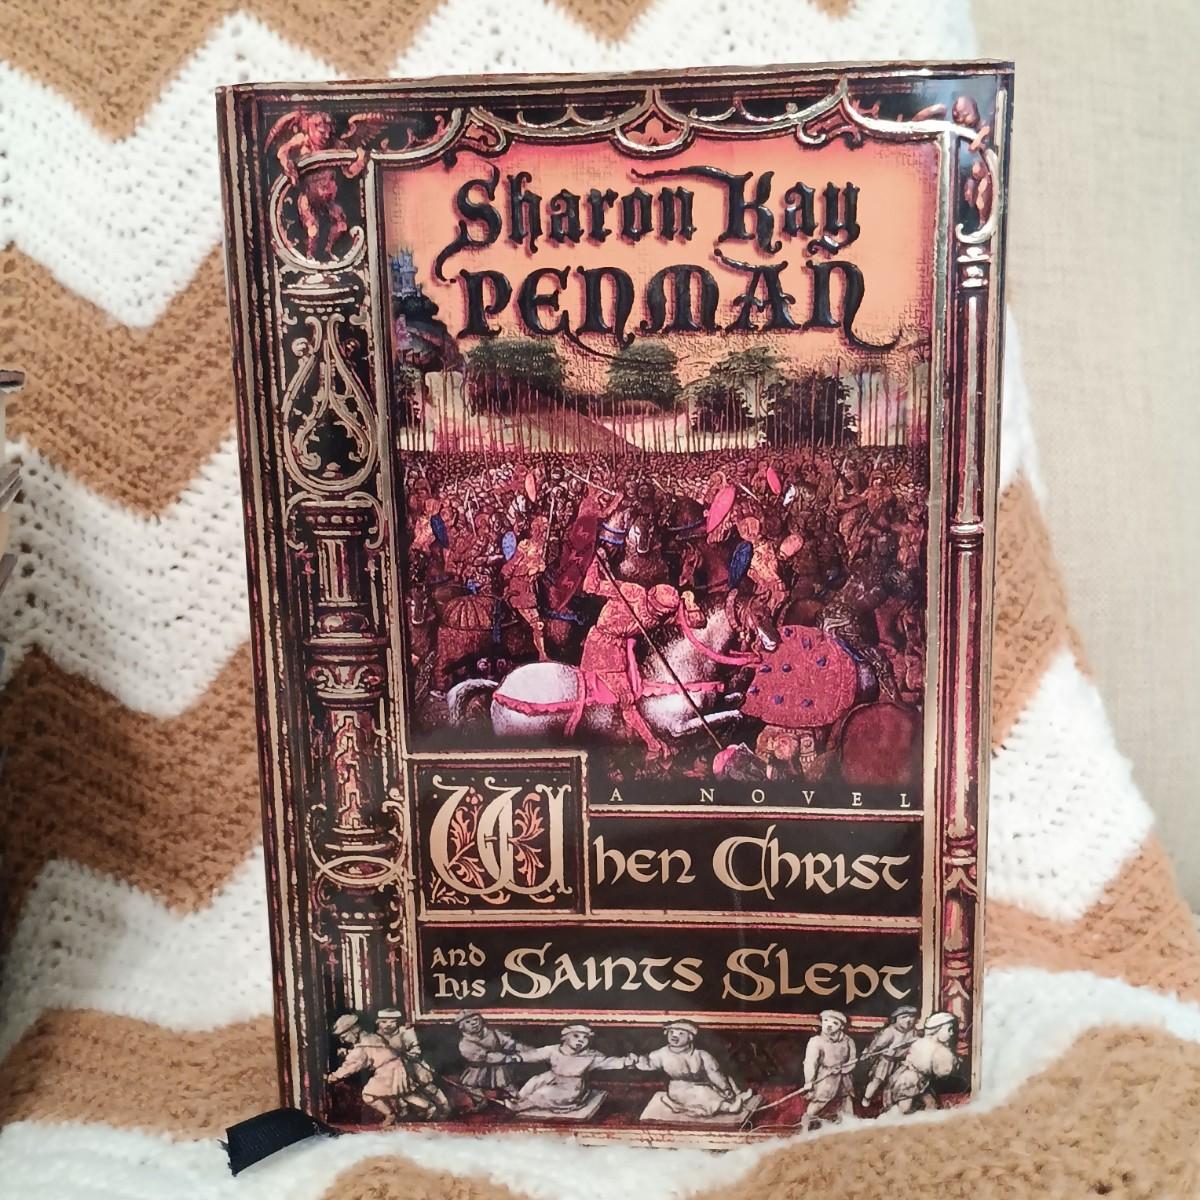 Sharon Kay
PENMAN
A NOVEL
When Christ
and his Saints Slept